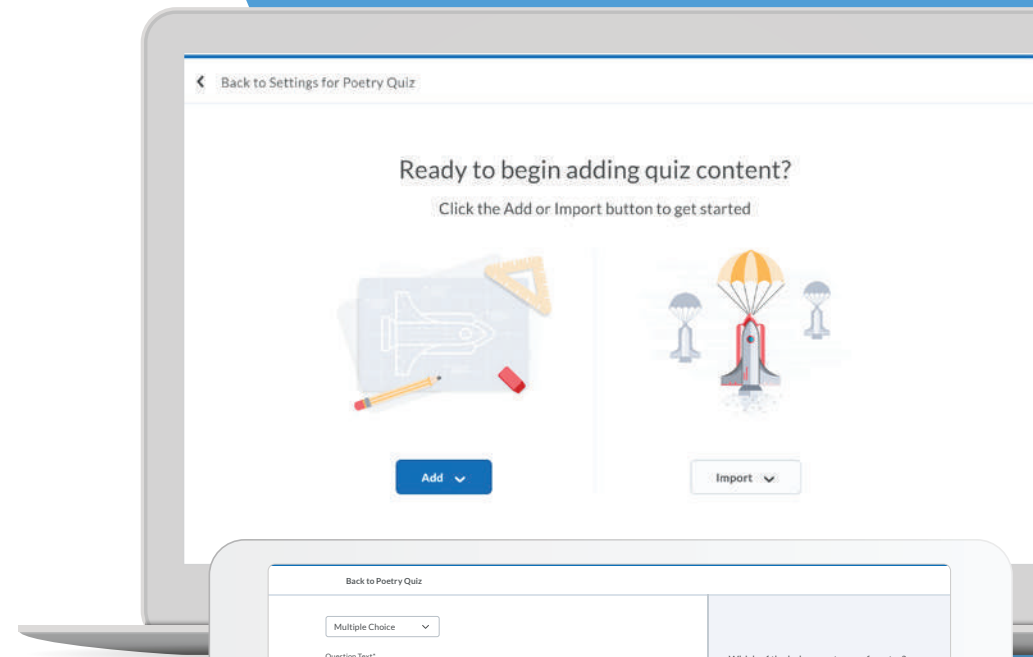 Back to Settings for Poetry Quiz
Ready to begin adding quiz content?
Click the Add or Import button to get started
Add
Import
Back to Poetry Quiz
Multiple Choice
Question Text*